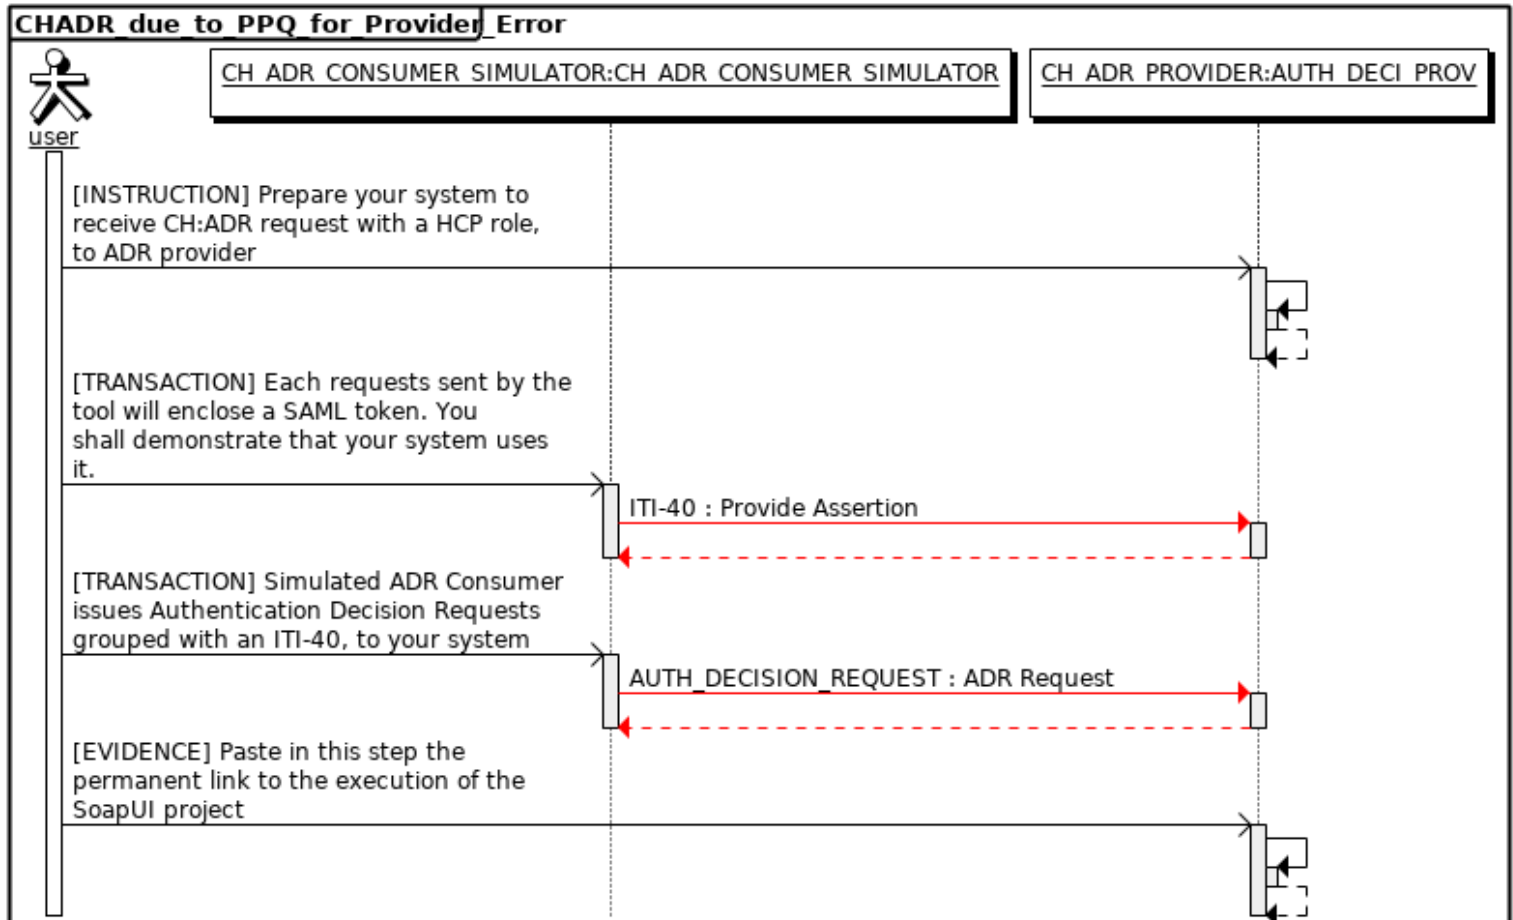 CHADR_due_to_PPQ_for_Provider_Error
CH_ADR_CONSUMER_SIMULATOR:CH_ADR_CONSUMER_SIMULATOR
CH_ADR_PROVIDER:AUTH_DECI_PROV
user
[INSTRUCTION] Prepare your system to
receive CH:ADR request with a HCP role,
to ADR provider
[TRANSACTION] Each requests sent by the
tool will enclose a SAML token. You
shall demonstrate that your system uses
it.
ITI-40 : Provide Assertion
[TRANSACTION] Simulated ADR Consumer
issues Authentication Decision Requests
grouped with an ITI-40, to your system
AUTH_DECISION_REQUEST : ADR Request
[EVIDENCE] Paste in this step the
permanent link to the execution of the
SoapUI project